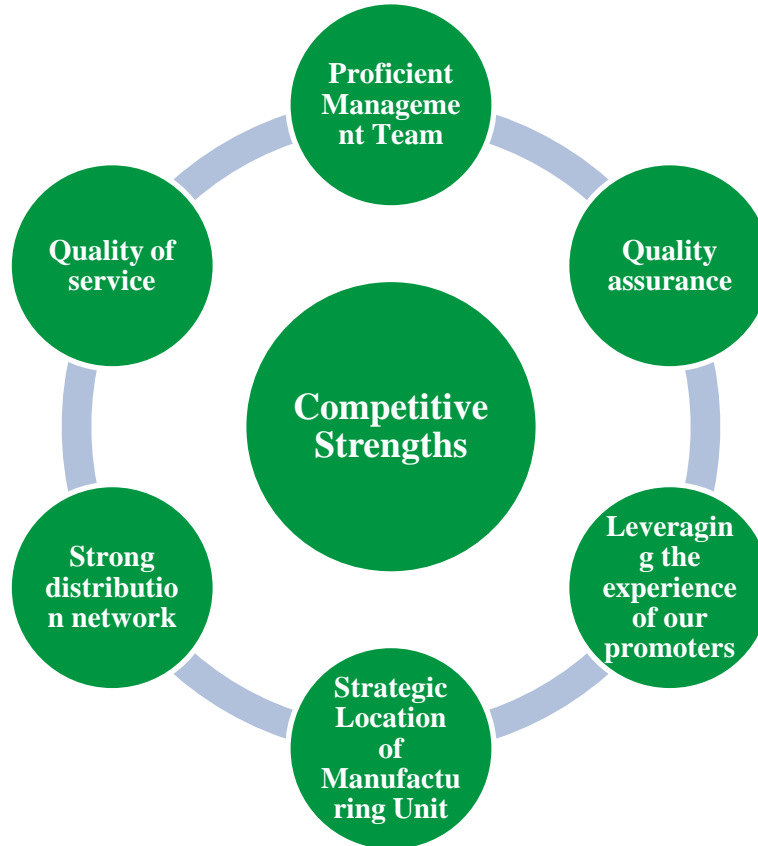 Proficient
Manageme
nt Team
Quality
assurance
Leveragin
g the
experience
of our
promoters
Strategic
Location
of
Manufactu
ring Unit
Strong
distributio
n network
Quality of
service
Competitive
Strengths